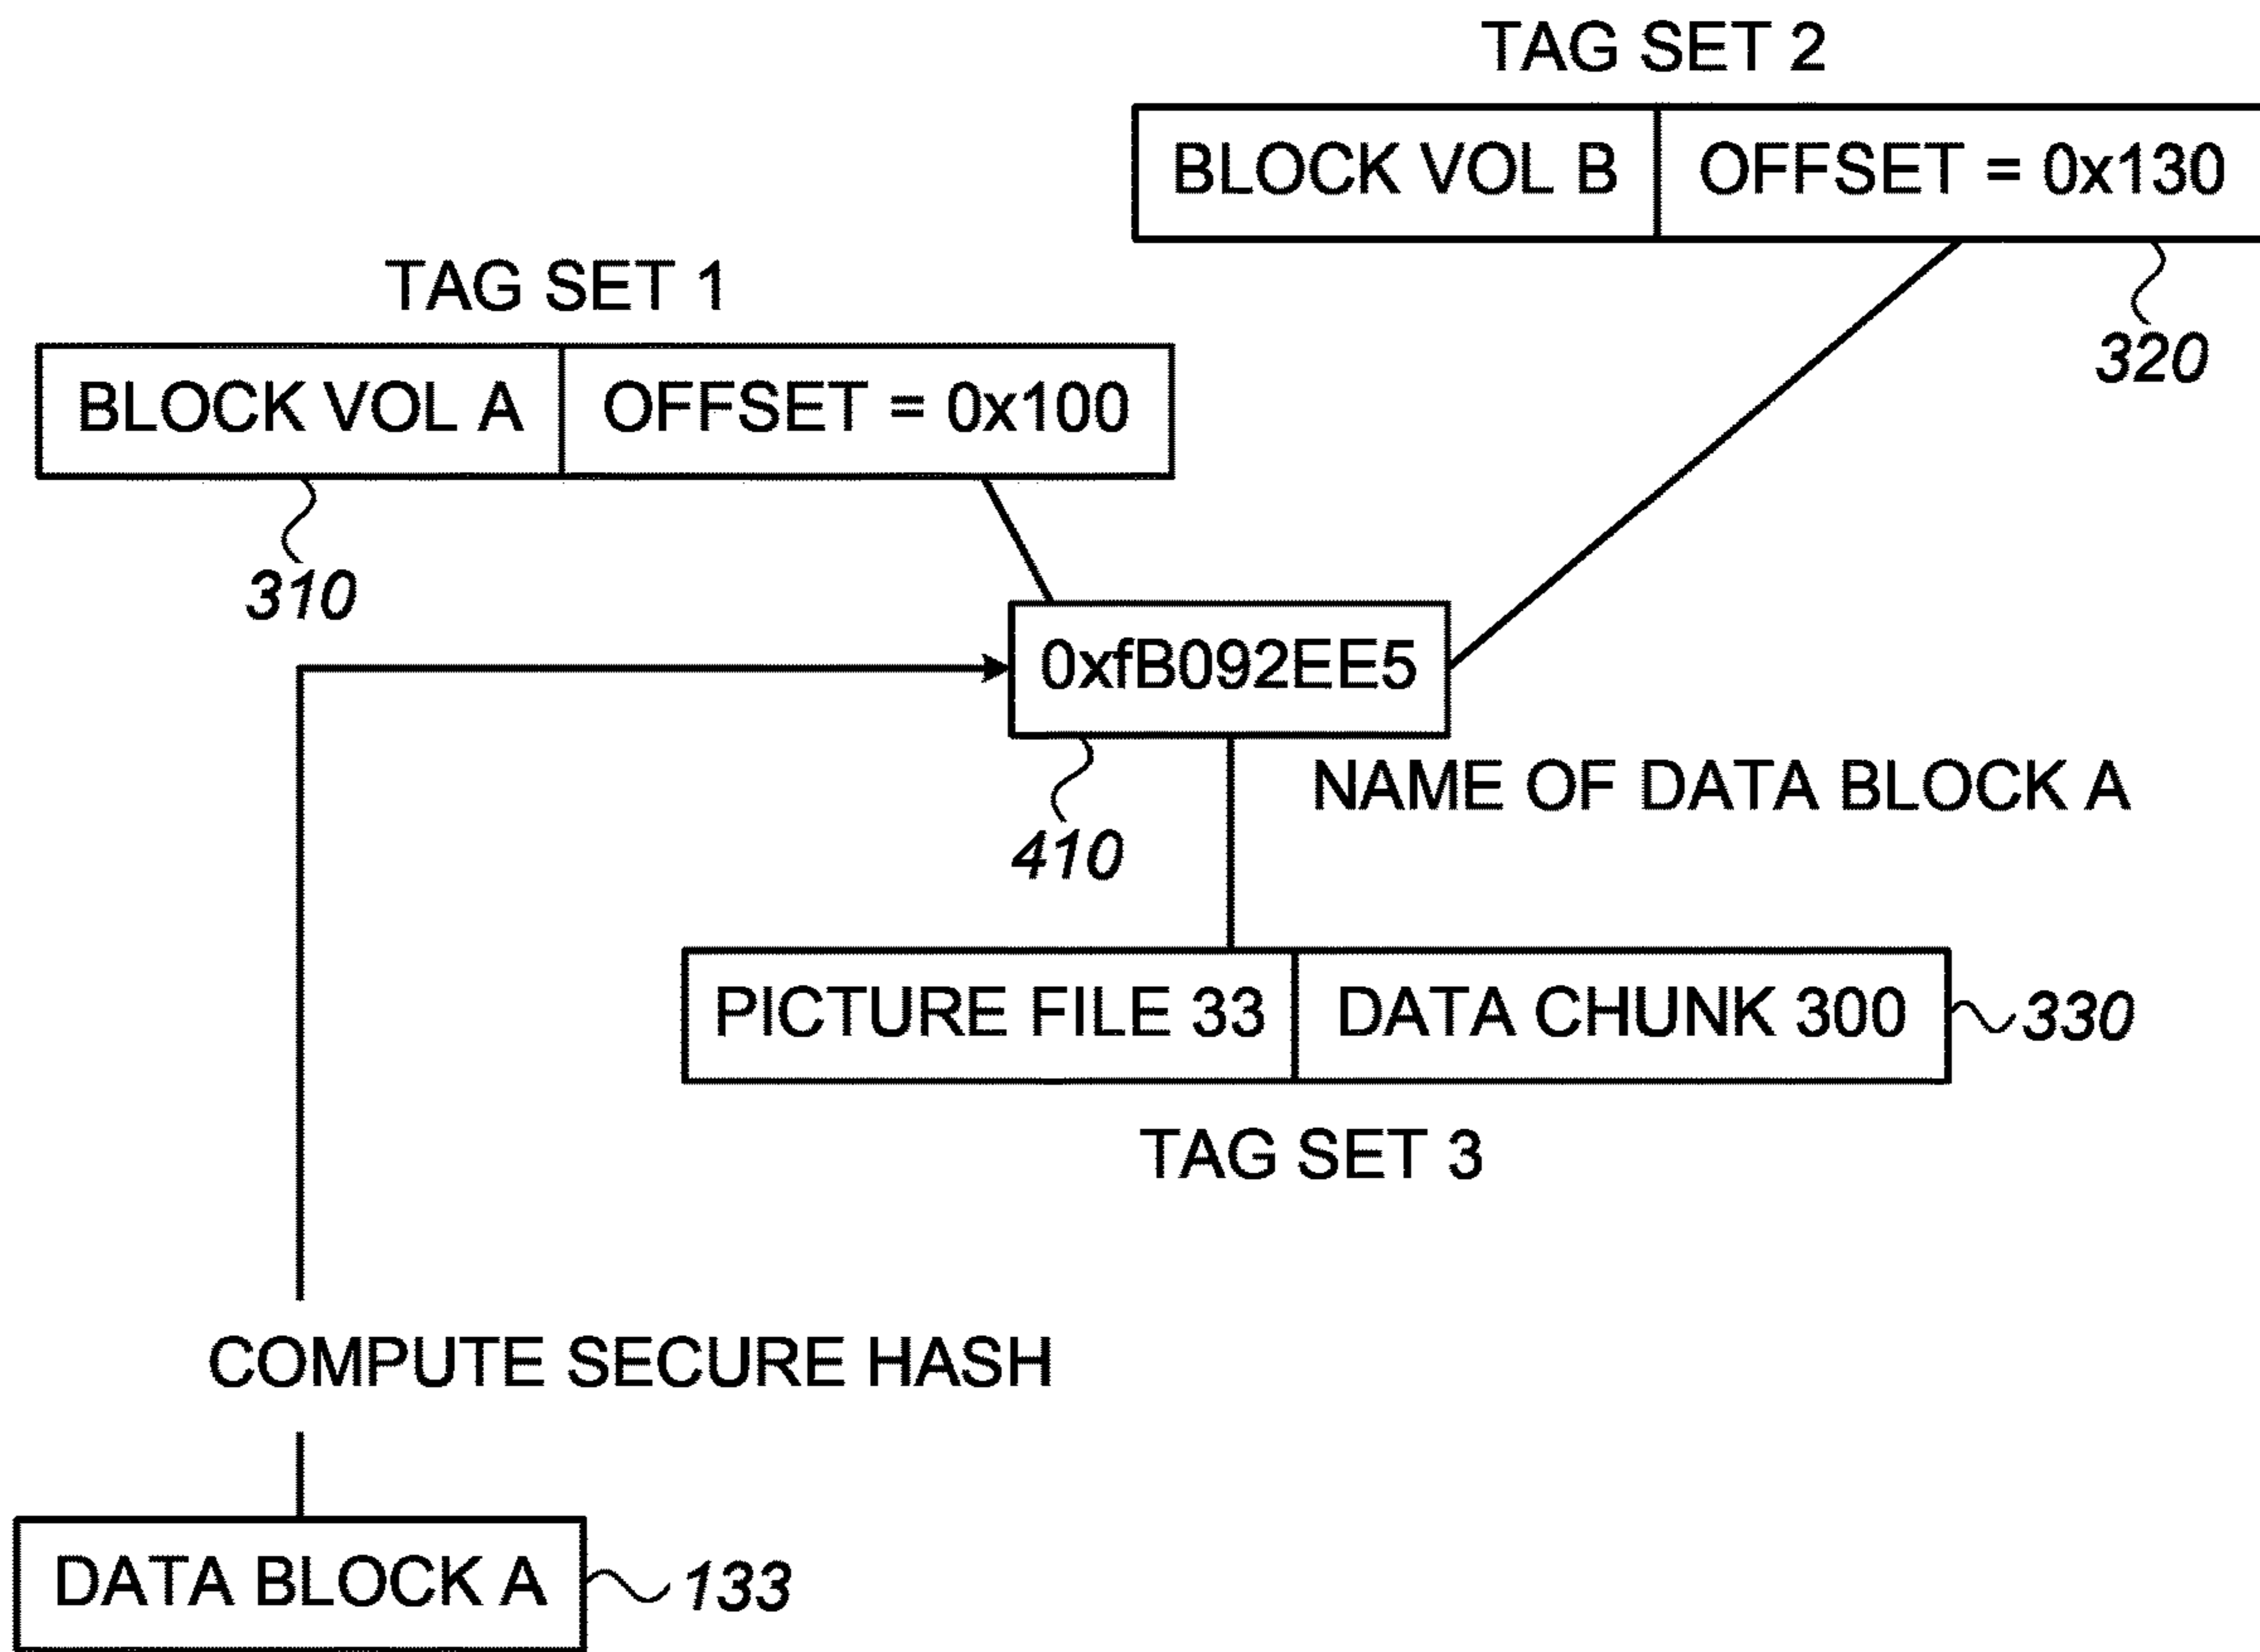 TAG SET 2
BLOCK VOL B OFFSET = 0x130
320
TAG SET 1
BLOCK VOL A OFFSET = 0x100
310
0xfB092EE5
NAME OF DATA BLOCK A
410
PICTURE FILE 33 DATA CHUNK 300 330
TAG SET 3
COMPUTE SECURE HASH
DATA BLOCK A 133